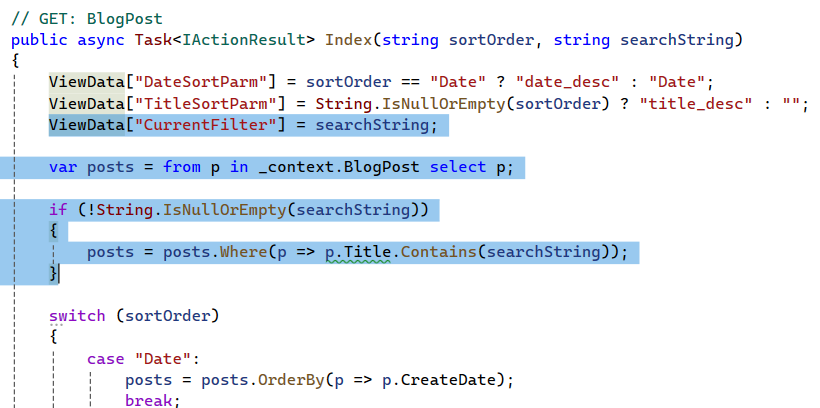 // GET: BlogPost
public async Task<IActionResult> Index(string sortOrder, string searchString)
{
ViewData["DateSortParm"] = sortOrder == "Date" ? "date_desc" : "Date";
ViewData["TitleSortParm"] = String.IsNullOrEmpty(sortOrder) ? "title_desc" : "";
ViewData["CurrentFilter"] = searchString;
var posts = from p in _context.BlogPost select p;
if (!String.IsNullOrEmpty(searchString))
{
posts = posts.Where(p => p.Title.Contains(searchString));
}
switch (sortOrder)
{
case "Date":
posts = posts.OrderBy(p => p.CreateDate);
break;